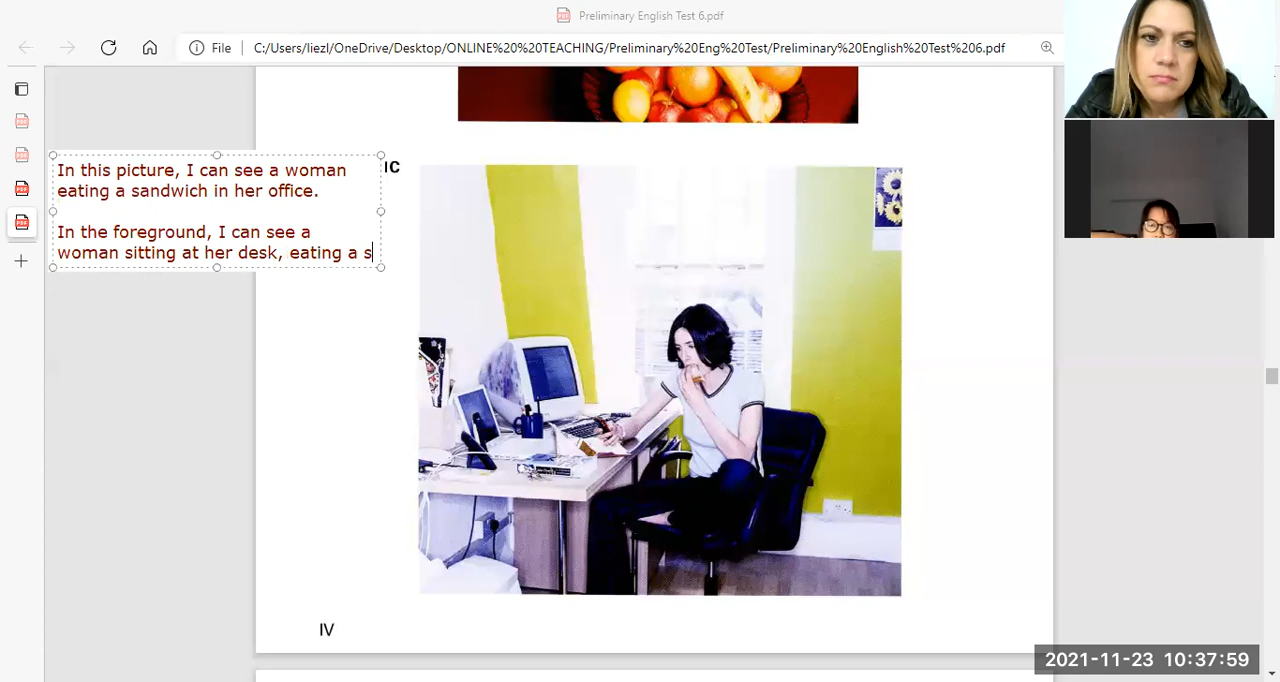 Preliminary English Test 6.pdf
File C:/Users/liezl/OneDrive/Desktop/ONLINE%20%20TEACHING/Preliminary%20Eng%20Test/Preliminary%20English%20Test%206.pdf
In this picture, I can see a woman
eating a sandwich in her office.
In the foreground, I can see a
woman sitting at her desk, eating a s
IC
IV
2021-11-23 10:37:59